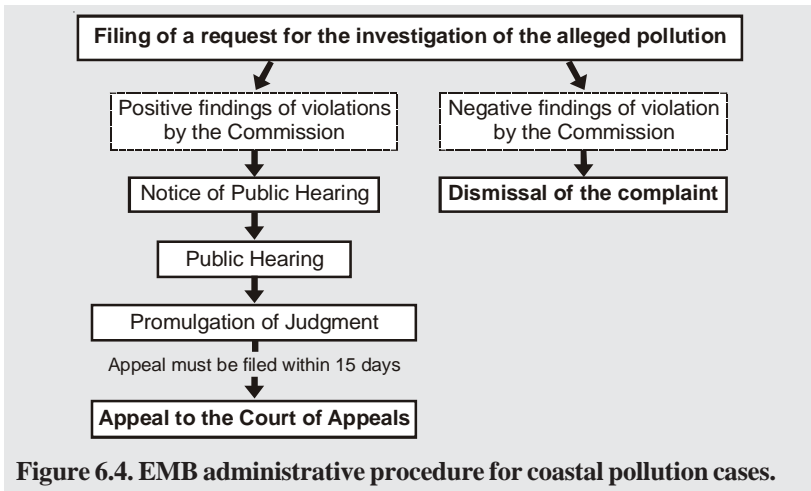 Filing of a request for the investigation of the alleged pollution
Positive findings of violations
by the Commission
Negative findings of violation
by the Commission
Notice of Public Hearing
Dismissal of the complaint
Public Hearing
Promulgation of Judgment
Appeal must be filed within 15 days
Appeal to the Court of Appeals
Figure 6.4. EMB administrative procedure for coastal pollution cases.